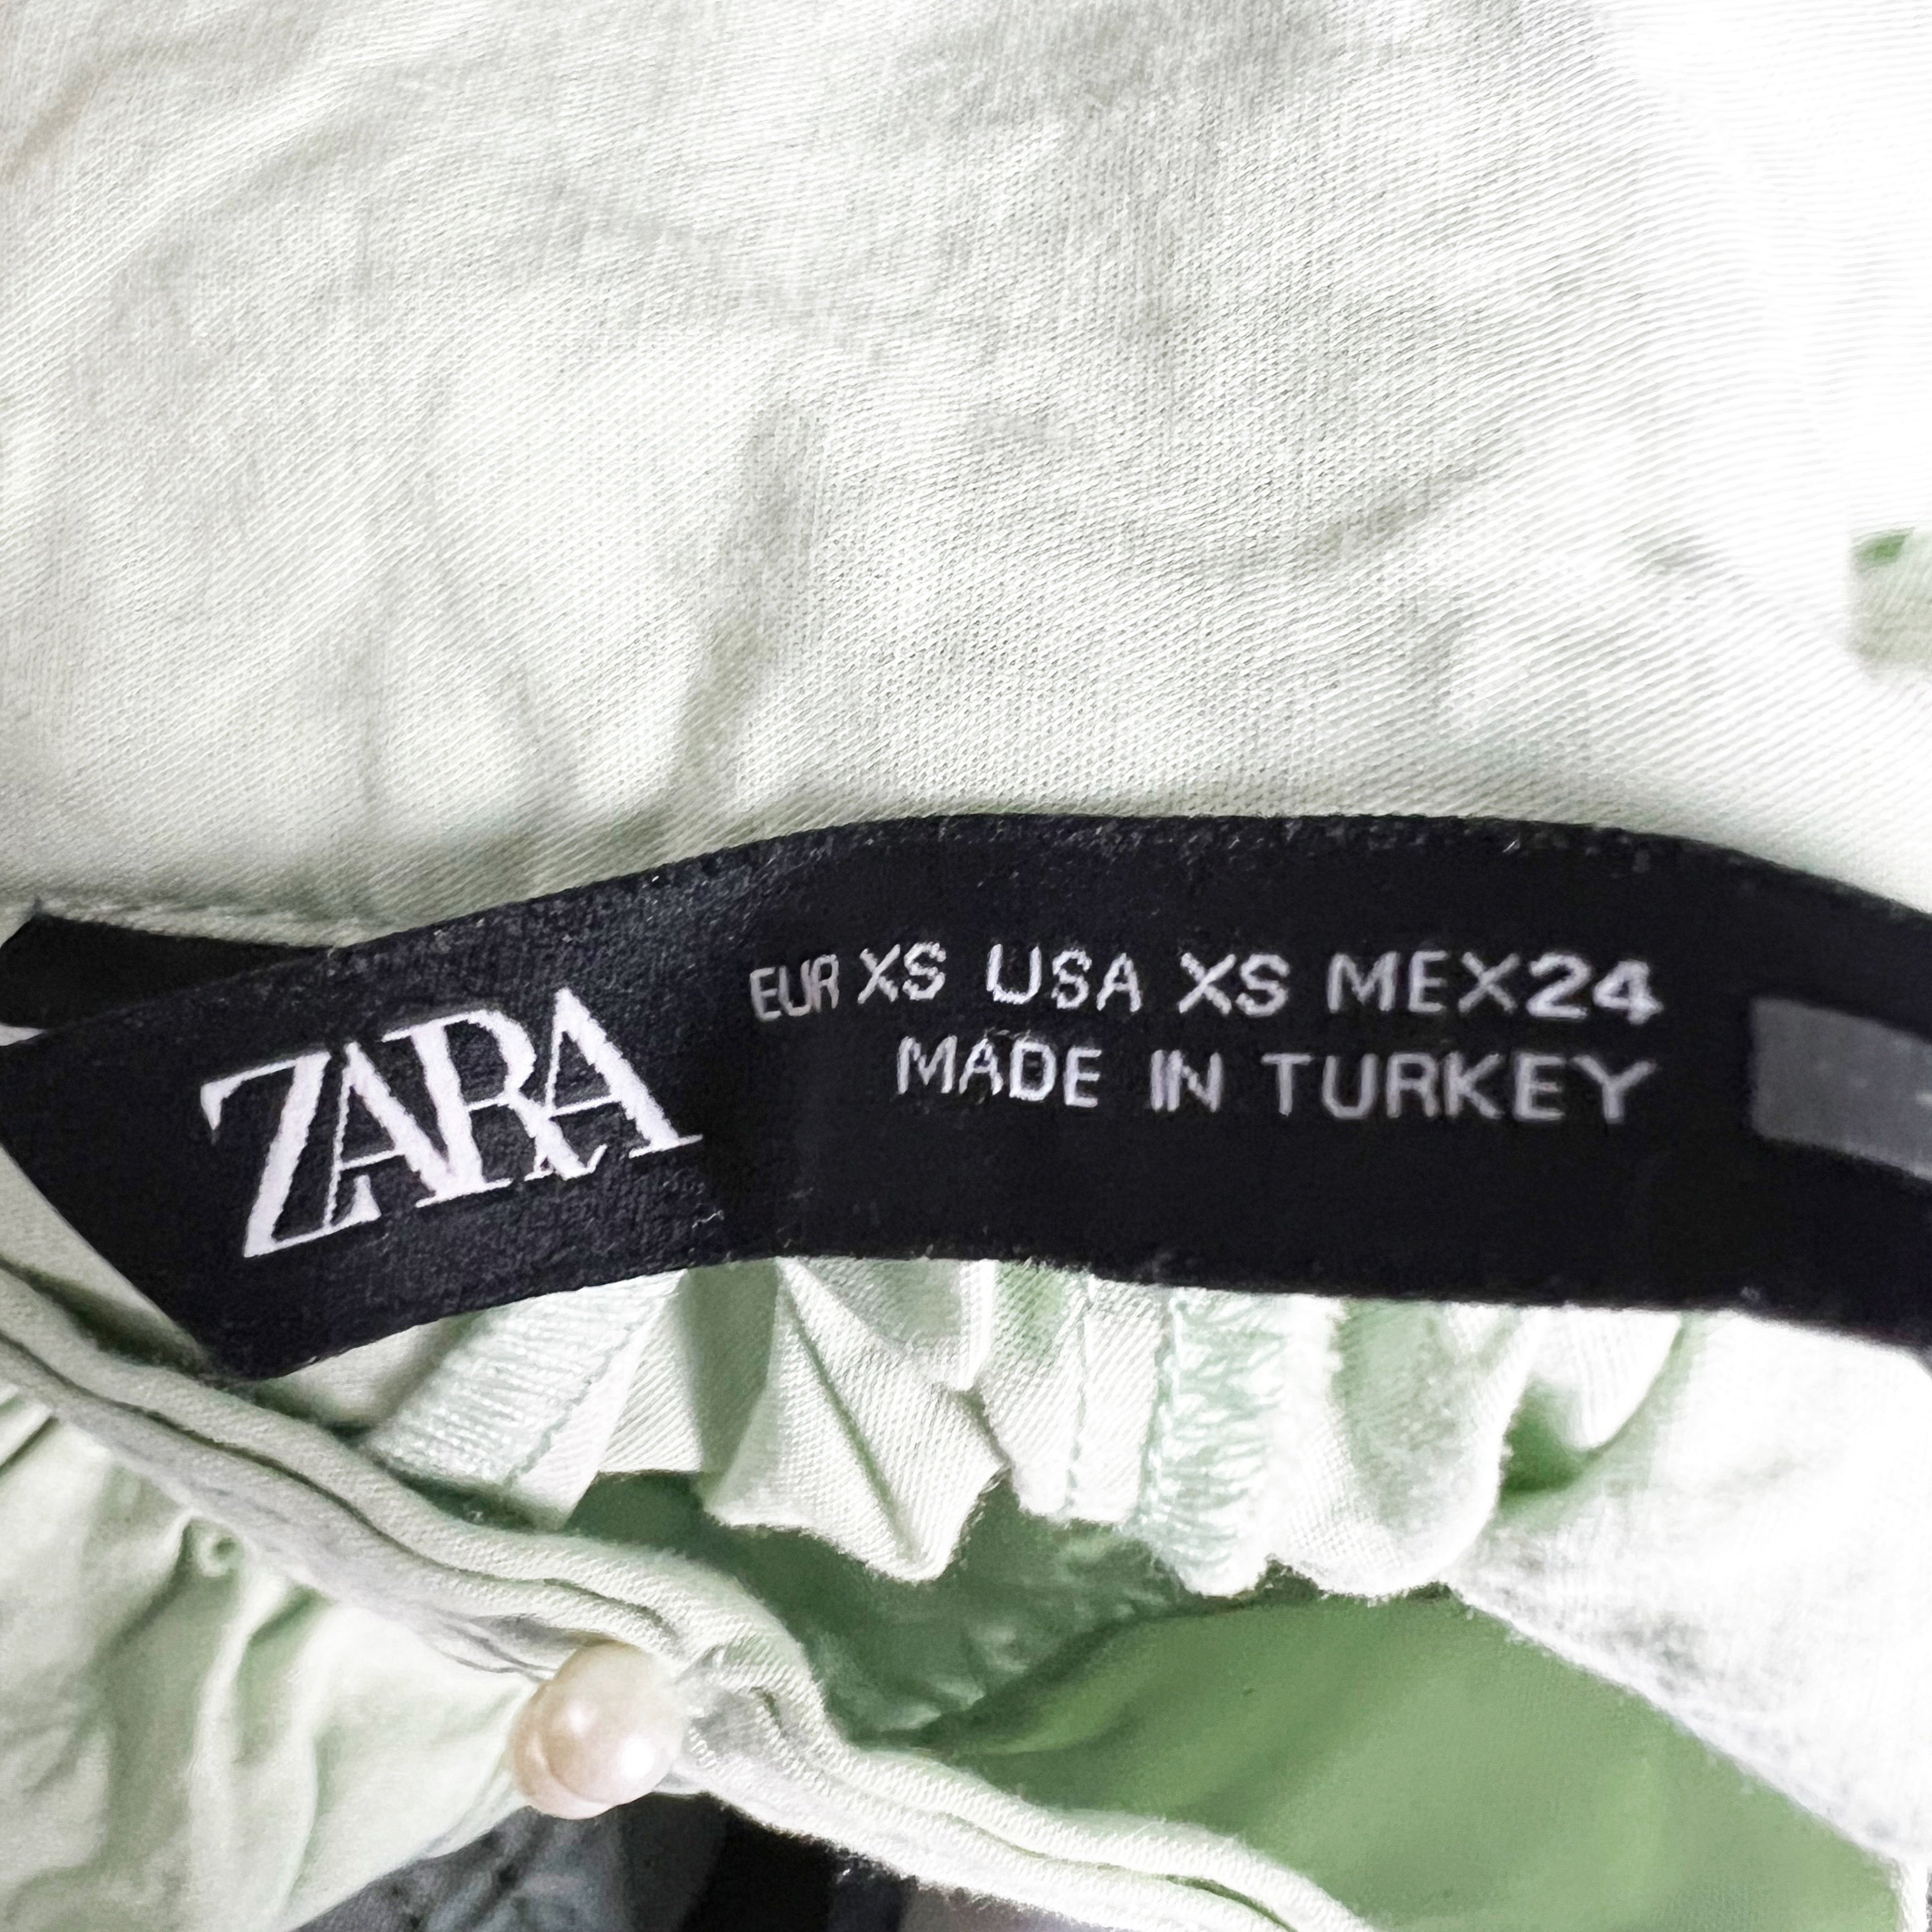 ZARA
EUR XS USA XS MEX24
MADE IN TURKEY